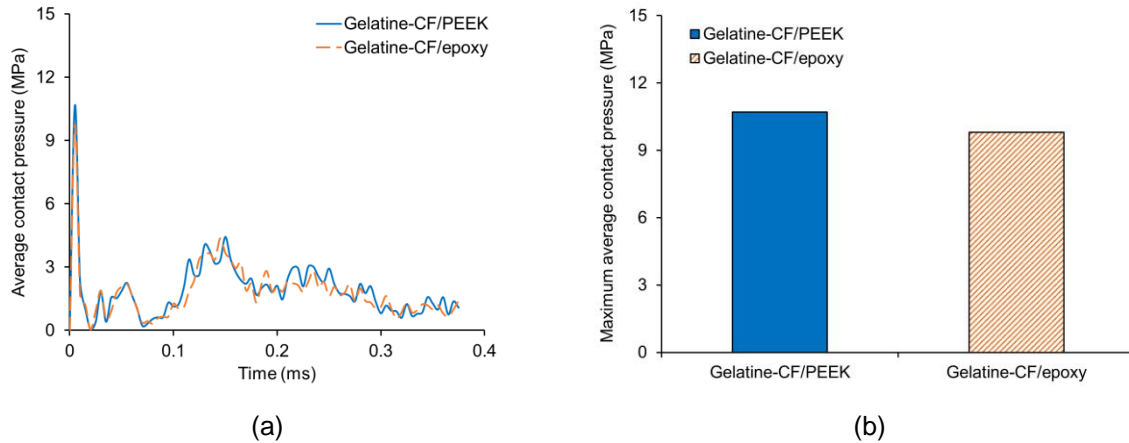 15
12
9
6
3
0
Average contact pressure (MPa)
Gelatine-CF/PEEK
Gelatine-CF/epoxy
0
0.1
0.2
0.3
0.4
Time (ms)
(a)
15
12
9
6
3
0
Maximum average contact pressure (MPa)
Gelatine-CF/PEEK
Gelatine-CF/epoxy
Gelatine-CF/PEEK
Gelatine-CF/epoxy
(b)